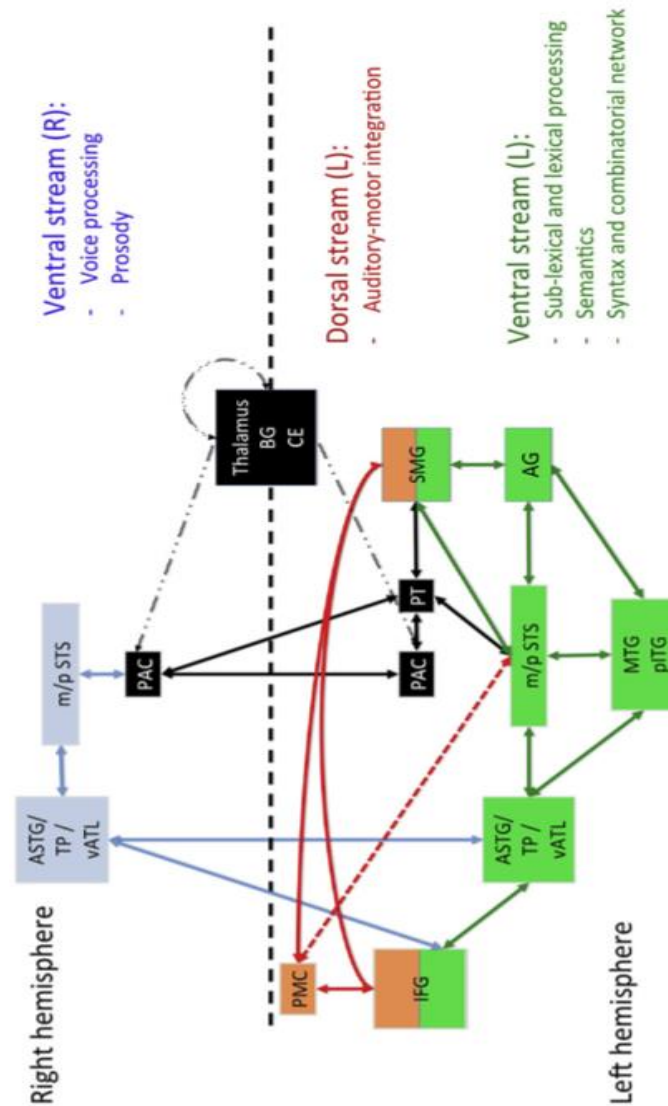 Right hemisphere
Ventral stream (R):
- Voice processing
- Prosody
ASTG/
TP /
vATL
m/p STS
PAC
Thalamus
BG
CE
Dorsal stream (L):
- Auditory-motor integration
PMC
IFG
PAC
PT
SMG
ASTG/
TP /
vATL
m/p STS
AG
MTG
pITG
Ventral stream (L):
- Sub-lexical and lexical processing
- Semantics
- Syntax and combinatorial network
Left hemisphere